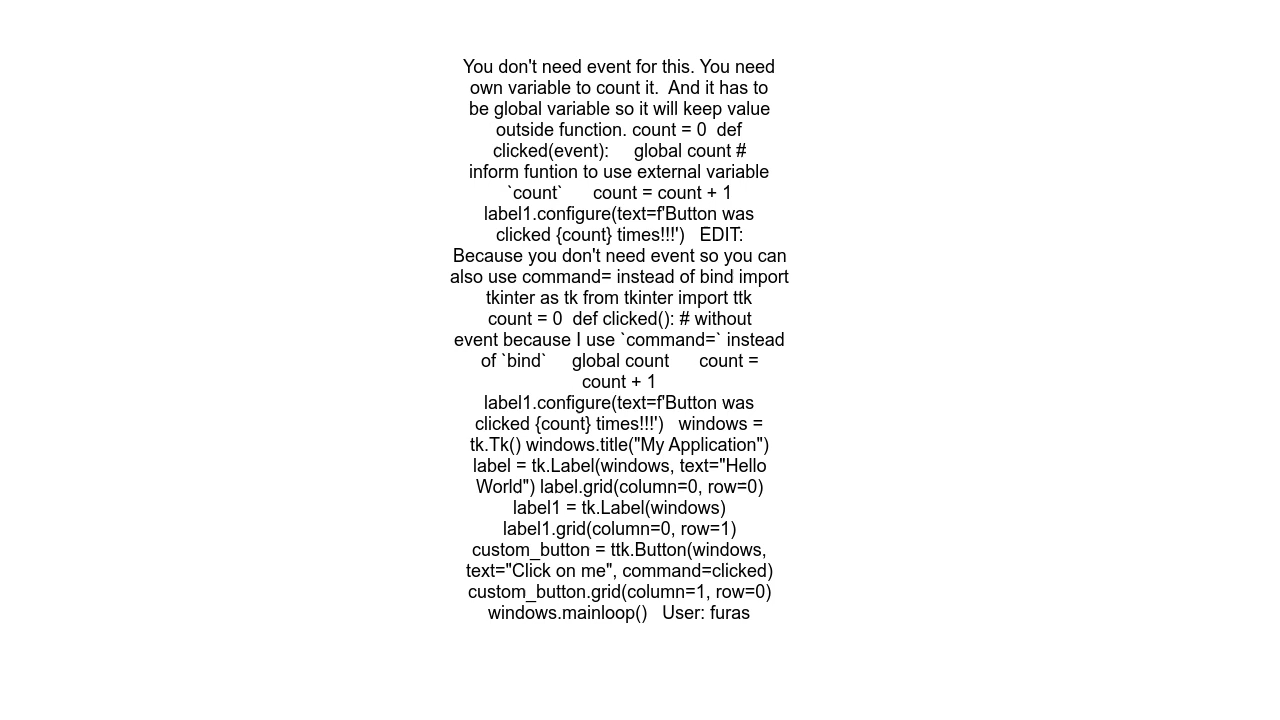 You don't need event for this. You need
own variable to count it.  And it has to
be global variable so it will keep value
outside function. count = 0  def
clicked(event):     global count #
inform funtion to use external variable
`count`      count = count + 1
label1.configure(text=f'Button was
clicked {count} times!!!')   EDIT:
Because you don't need event so you can
also use command= instead of bind import
tkinter as tk from tkinter import ttk
count = 0  def clicked(): # without
event because I use `command=` instead
of `bind`     global count      count =
count + 1
label1.configure(text=f'Button was
clicked {count} times!!!')   windows =
tk.Tk() windows.title("My Application")
label = tk.Label(windows, text="Hello
World") label.grid(column=0, row=0)
label1 = tk.Label(windows)
label1.grid(column=0, row=1)
custom_button = ttk.Button(windows,
text="Click on me", command=clicked)
custom_button.grid(column=1, row=0)
windows.mainloop()   User: furas